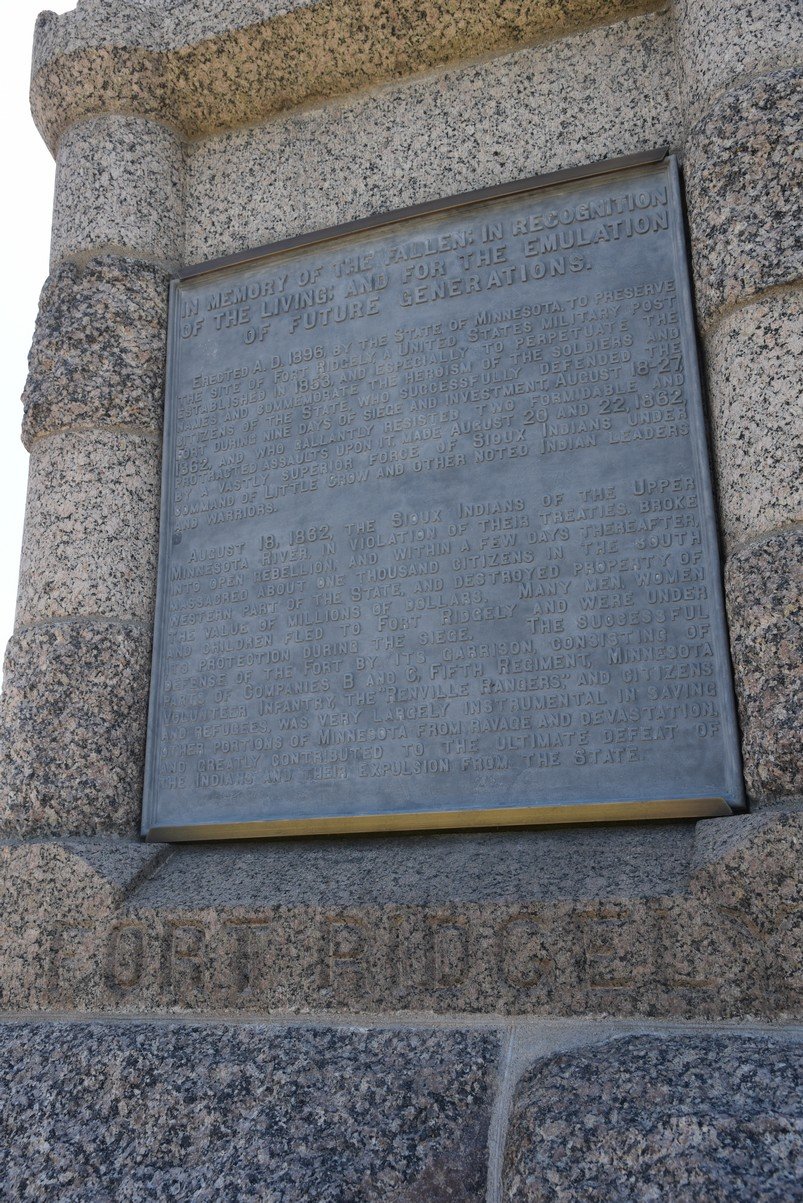 IN MEMORY OF THE FALLEN; IN RECOGNITION
OF THE LIVING; AND FOR THE EMULATION
OF FUTURE GENERATIONS.
ERECTED A. D. 1896, BY THE STATE OF MINNESOTA, TO PRESERVE
THE SITE OF FORT RIDGELY, A UNITED STATES MILITARY POST
ESTABLISHED IN 1853, AND ESPECIALLY TO PERPETUATE THE
NAMES AND COMMEMORATE THE HEROISM OF THE SOLDIERS AND
CITIZENS OF THE STATE, WHO SUCCESSFULLY DEFENDED THE
FORT DURING NINE DAYS OF SIEGE AND INVESTMENT, AUGUST 18-27
1862, AND WHO GALLANTLY RESISTED TWO FORMIDABLE AND
PROTRACTED ASSAULTS UPON IT, MADE AUGUST 20 AND 22, 1862
BY A VASTLY SUPERIOR FORCE OF SIOUX INDIANS UNDER
COMMAND OF LITTLE CROW AND OTHER NOTED INDIAN LEADERS
AND WARRIORS.
AUGUST 18, 1862, THE SIOUX INDIANS OF THE UPPER
MINNESOTA RIVER, IN VIOLATION OF THEIR TREATIES, BROKE
INTO OPEN REBELLION, AND WITHIN A FEW DAYS THEREAFTER,
MASSACRED ABOUT ONE THOUSAND CITIZENS IN THE SOUTH
WESTERN PART OF THE STATE, AND DESTROYED PROPERTY OF
THE VALUE OF MILLIONS OF DOLLARS. MANY MEN, WOMEN
AND CHILDREN FLED TO FORT RIDGELY AND WERE UNDER
ITS PROTECTION DURING THE SIEGE. THE SUCCESSFUL
DEFENSE OF THE FORT BY ITS GARRISON, CONSISTING OF
PARTS OF COMPANIES B AND C, FIFTH REGIMENT, MINNESOTA
VOLUNTEER INFANTRY, THE "RENVILLE RANGERS," AND CITIZENS
AND REFUGEES, WAS VERY LARGELY INSTRUMENTAL IN SAVING
OTHER PORTIONS OF MINNESOTA FROM RAVAGE AND DEVASTATION,
AND GREATLY CONTRIBUTED TO THE ULTIMATE DEFEAT OF
THE INDIANS AND THEIR EXPULSION FROM THE STATE.
FORT RIDGELY